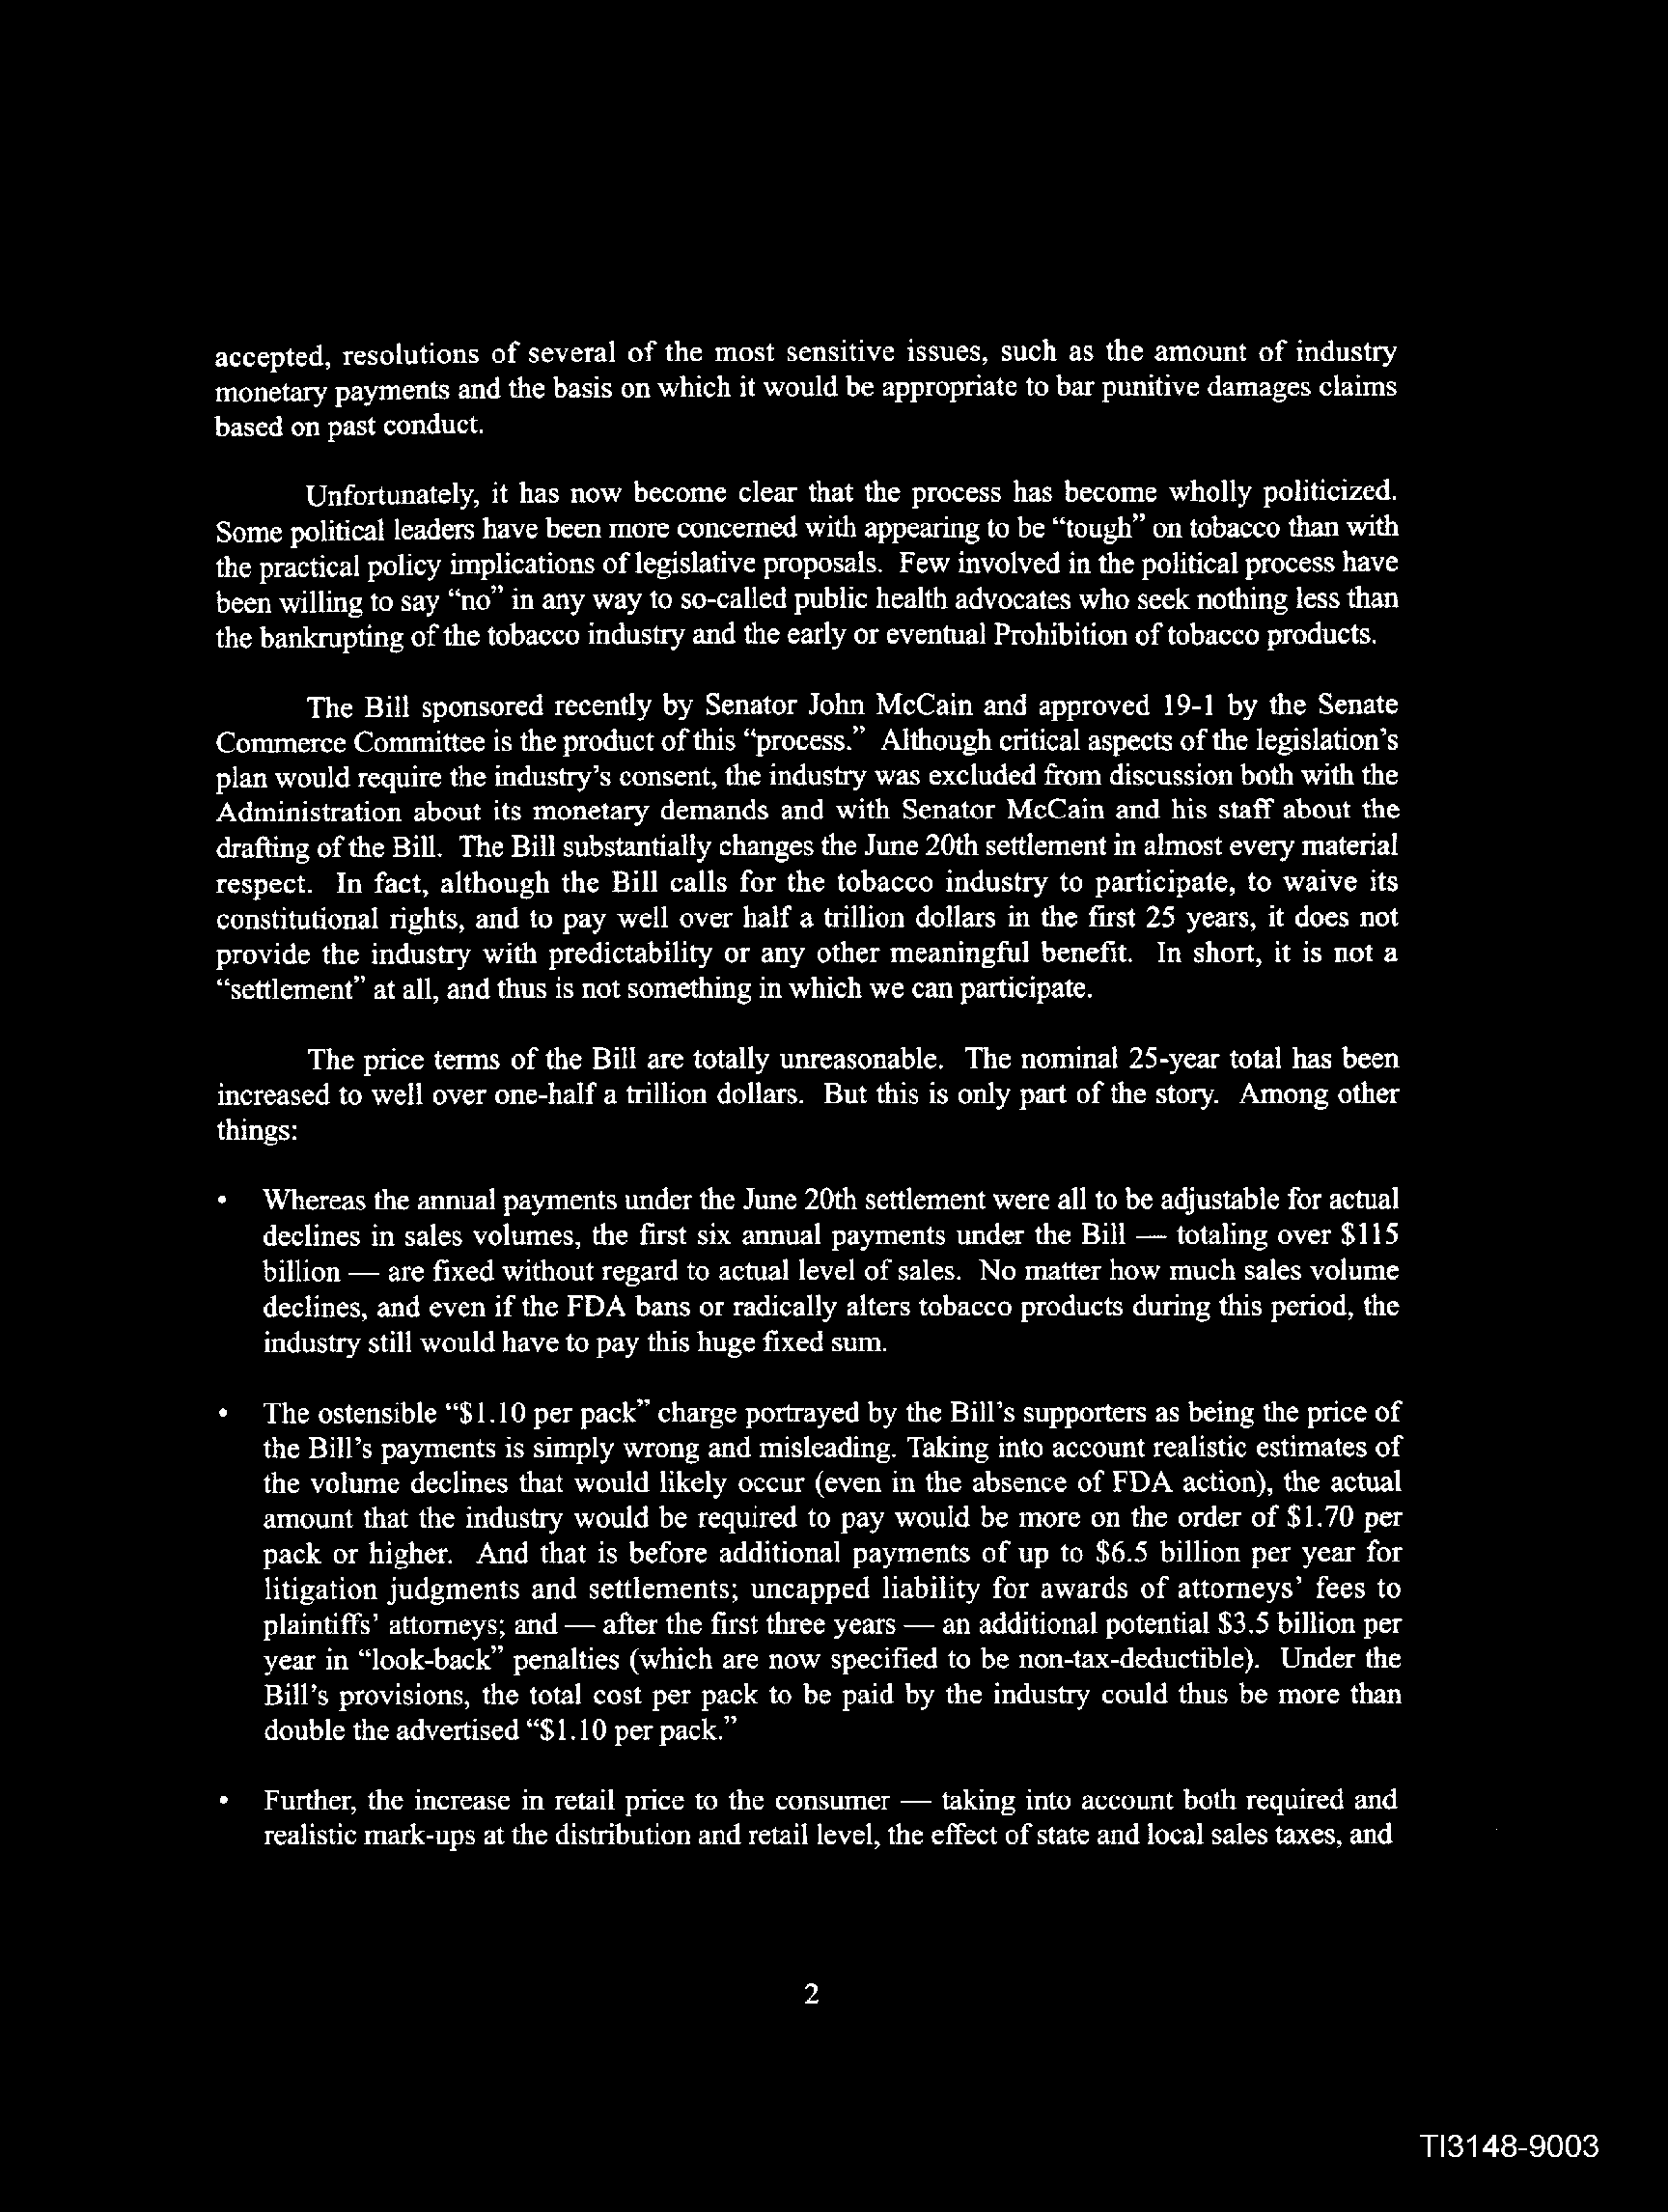 accepted, resolutions of several of the most sensitive issues, such as the amount of industry
monetary payments and the basis on which it would be appropriate to bar punitive damages claims
based on past conduct.
Unfortunately, it has now become clear that the process has become wholly politicized.
Some political leaders have been more concerned with appearing to be “tough” on tobacco than with
the practical policy implications of legislative proposals. Few involved in the political process have
been willing to say “no” in any way to so-called public health advocates who seek nothing less than
the bankrupting of the tobacco industry and the early or eventual Prohibition of tobacco products.
The Bill sponsored recently by Senator John McCain and approved 19-1 by the Senate
Commerce Committee is the product of this “process.” Although critical aspects of the legislation’s
plan would require the industry’s consent, the industry was excluded from discussion both with the
Administration about its monetary demands and with Senator McCain and his staff about the
drafting of the Bill. The Bill substantially changes the June 20th settlement in almost every material
respect. In fact, although the Bill calls for the tobacco industry to participate, to waive its
constitutional rights, and to pay well over half a trillion dollars in the first 25 years, it does not
provide the industry with predictability or any other meaningful benefit. In short, it is not a
“settlement” at all, and thus is not something in which we can participate.
The price terms of the Bill are totally unreasonable. The nominal 25-year total has been
increased to well over one-half a trillion dollars. But this is only part of the story. Among other
things:
• Whereas the annual payments under the June 20th settlement were all to be adjustable for actual
declines in sales volumes, the first six annual payments under the Bill — totaling over $115
billion — are fixed without regard to actual level of sales. No matter how much sales volume
declines, and even if the FDA bans or radically alters tobacco products during this period, the
industry still would have to pay this huge fixed sum.
• The ostensible “$1.10 per pack” charge portrayed by the Bill’s supporters as being the price of
the Bill’s payments is simply wrong and misleading. Taking into account realistic estimates of
the volume declines that would likely occur (even in the absence of FDA action), the actual
amount that the industry would be required to pay would be more on the order of $1.70 per
pack or higher. And that is before additional payments of up to $6.5 billion per year for
litigation judgments and settlements; uncapped liability for awards of attorneys’ fees to
plaintiffs’ attorneys; and — after the first three years — an additional potential $3.5 billion per
year in “look-back” penalties (which are now specified to be non-tax-deductible). Under the
Bill’s provisions, the total cost per pack to be paid by the industry could thus be more than
double the advertised “$1.10 per pack.”
• Further, the increase in retail price to the consumer — taking into account both required and
realistic mark-ups at the distribution and retail level, the effect of state and local sales taxes, and
2
TI3148-9003